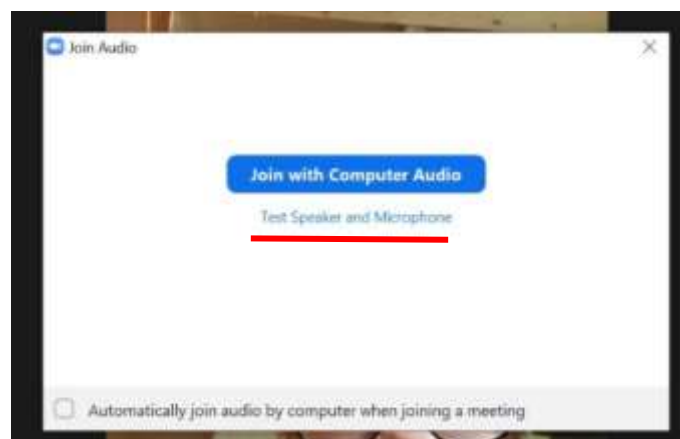 Join Audio
Join with Computer Audio
Test Speaker and Microphone
Automatically join audio by computer when joining a meeting